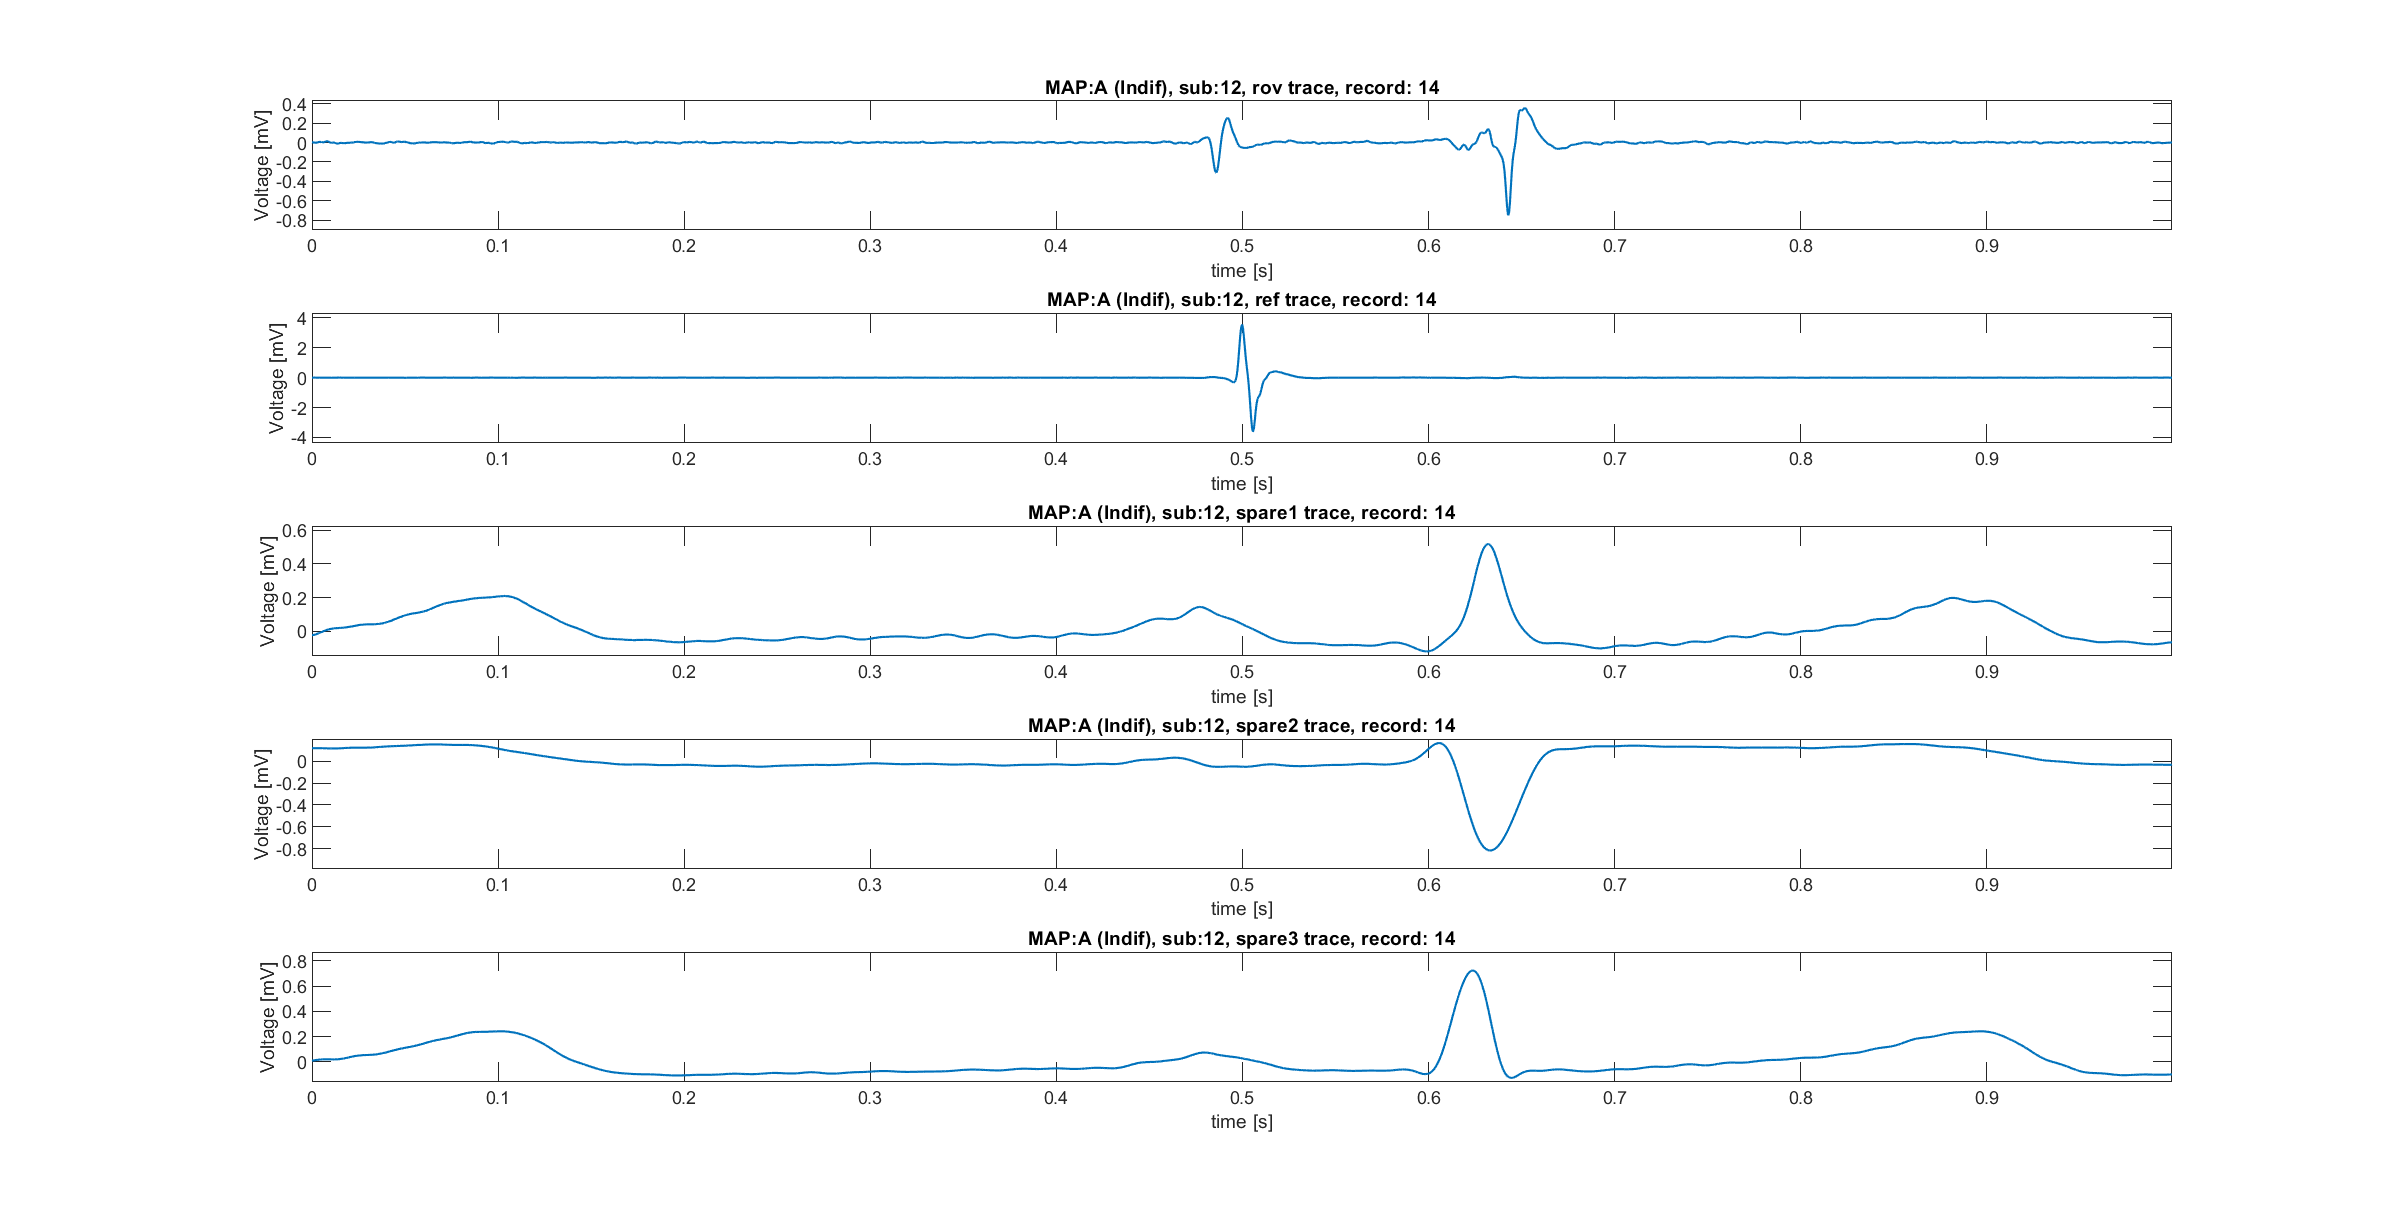 MAP:A (Indif), sub:12, rov trace, record: 14
0.4
0.2
0
-0.2
-0.4
-0.6
-0.8
Voltage [mV]
0 0.1 0.2 0.3 0.4 0.5 0.6 0.7 0.8 0.9
time [s]
MAP:A (Indif), sub:12, ref trace, record: 14
4
2
0
-2
-4
Voltage [mV]
0 0.1 0.2 0.3 0.4 0.5 0.6 0.7 0.8 0.9
time [s]
MAP:A (Indif), sub:12, spare1 trace, record: 14
0.6
0.4
0.2
0
Voltage [mV]
0 0.1 0.2 0.3 0.4 0.5 0.6 0.7 0.8 0.9
time [s]
MAP:A (Indif), sub:12, spare2 trace, record: 14
0
-0.2
-0.4
-0.6
-0.8
Voltage [mV]
0 0.1 0.2 0.3 0.4 0.5 0.6 0.7 0.8 0.9
time [s]
MAP:A (Indif), sub:12, spare3 trace, record: 14
0.8
0.6
0.4
0.2
0
Voltage [mV]
0 0.1 0.2 0.3 0.4 0.5 0.6 0.7 0.8 0.9
time [s]